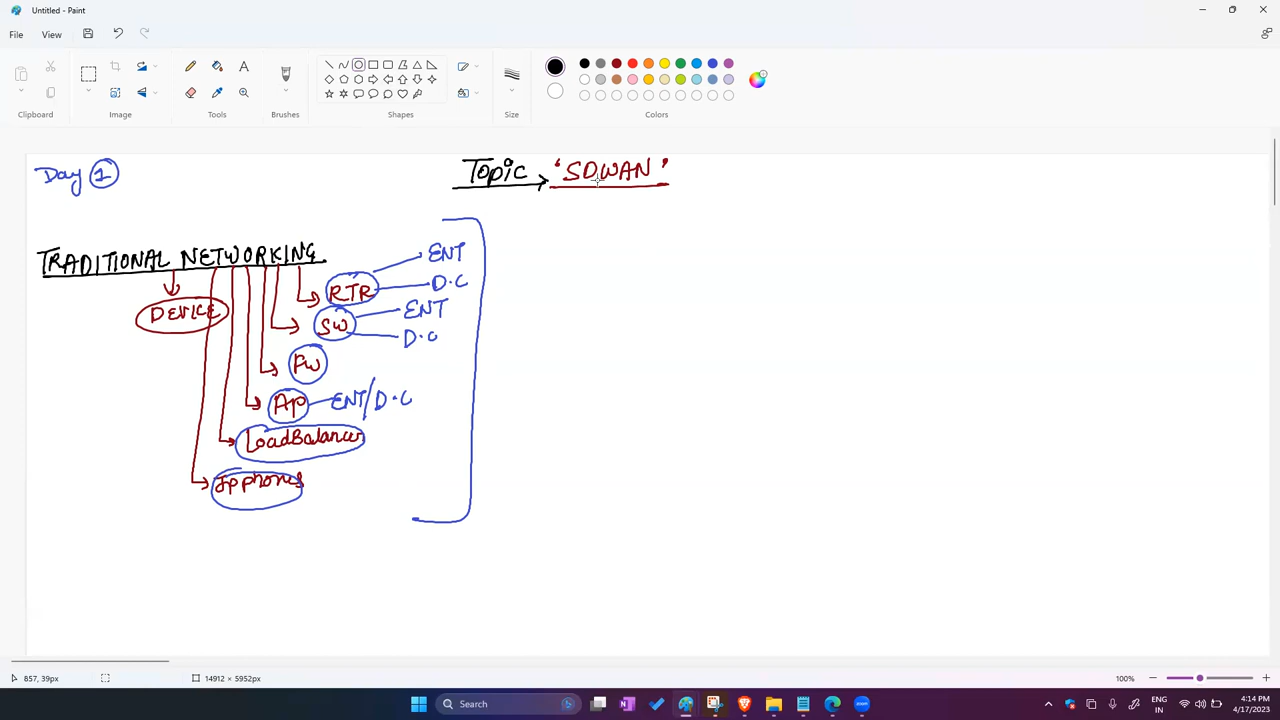 Untitled - Paint
File View
Clipboard Image Tools Brushes Shapes Size Colors
Day 1 Topic 'SDWAN'
TRADITIONAL NETWORKING
ENT
DEVICE RTR D.C
SW ENT
D.C
FW
AP ENT/D.C
LoadBalancer
Ipphones
857, 39px 14912 × 5952px 100%
Search ENG IN 4:14 PM 4/17/2023
zoom